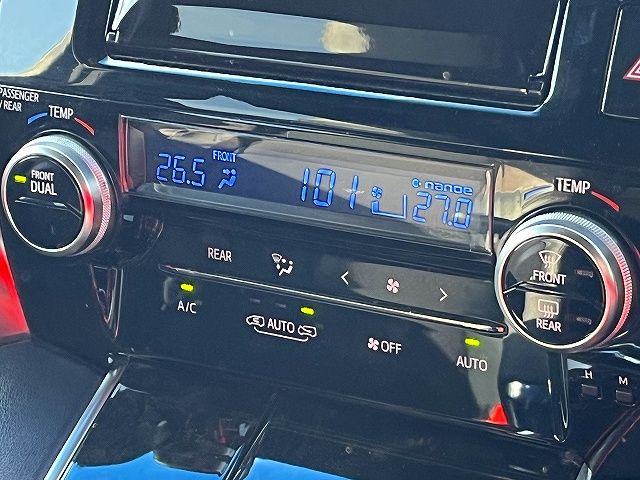 PASSENGER
/REAR
TEMP
FRONT
DUAL
FRONT
26.5
101
nanoe
27.0
TEMP
FRONT
REAR
REAR
A/C
AUTO
OFF
AUTO
H
M